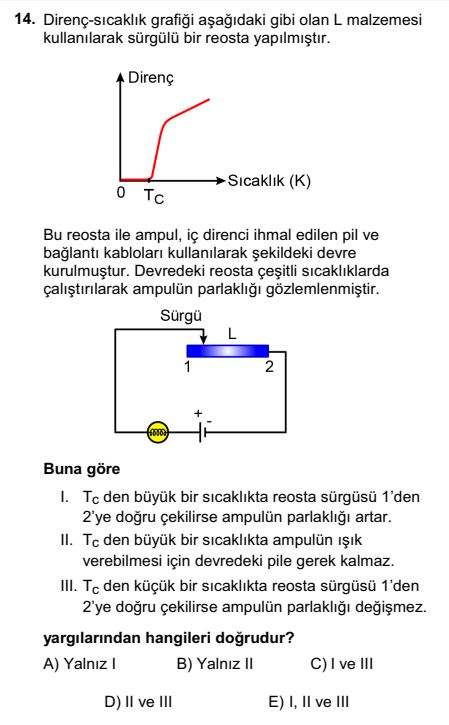 14. Direnç-sıcaklık grafiği aşağıdaki gibi olan L malzemesi
kullanılarak sürgülü bir reosta yapılmıştır.
Direnç
Sıcaklık (K)
0 TC
Bu reosta ile ampul, iç direnci ihmal edilen pil ve
bağlantı kabloları kullanılarak şekildeki devre
kurulmuştur. Devredeki reosta çeşitli sıcaklıklarda
çalıştırılarak ampulün parlaklığı gözlemlenmiştir.
Sürgü
L
1 2
+ -
Buna göre
I. TC den büyük bir sıcaklıkta reosta sürgüsü 1'den
2'ye doğru çekilirse ampulün parlaklığı artar.
II. TC den büyük bir sıcaklıkta ampulün ışık
verebilmesi için devredeki pile gerek kalmaz.
III. TC den küçük bir sıcaklıkta reosta sürgüsü 1'den
2'ye doğru çekilirse ampulün parlaklığı değişmez.
yargılarından hangileri doğrudur?
A) Yalnız I B) Yalnız II C) I ve III
D) II ve III E) I, II ve III